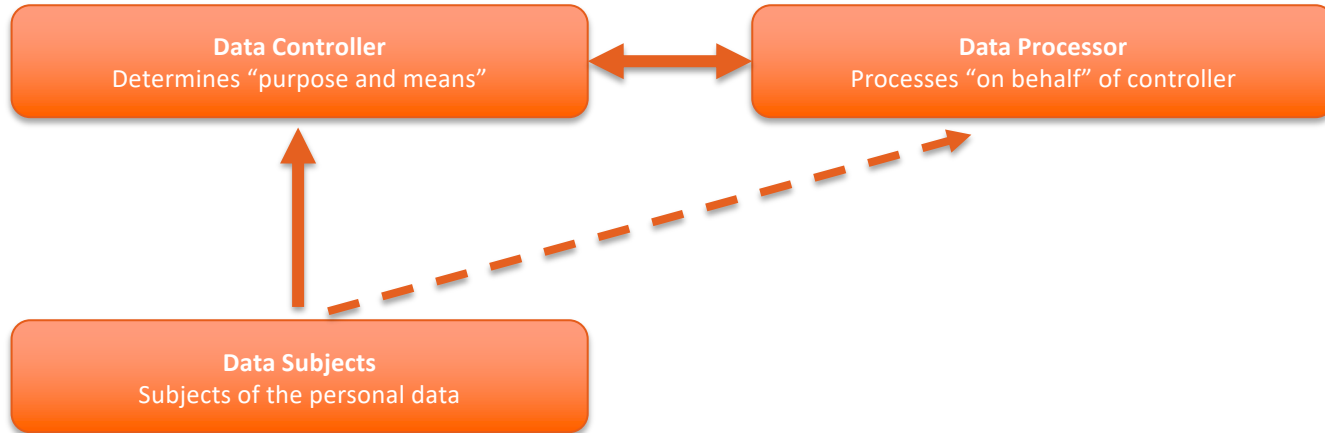 Data Controller
Determines “purpose and means”
Data Processor
Processes “on behalf” of controller
Data Subjects
Subjects of the personal data